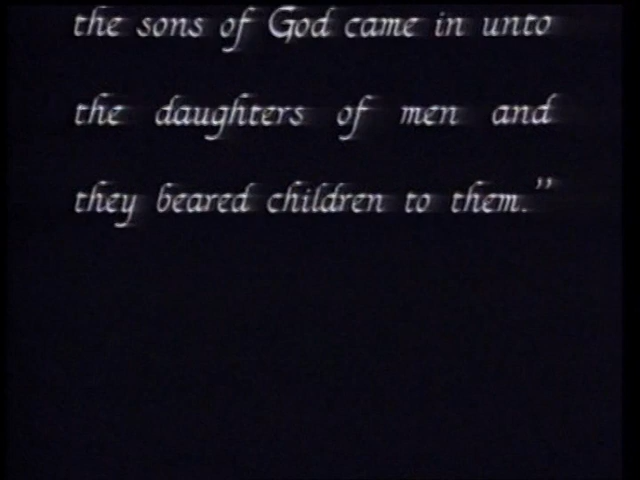 the sons of God came in unto
the daughters of men and
they beared children to them.”